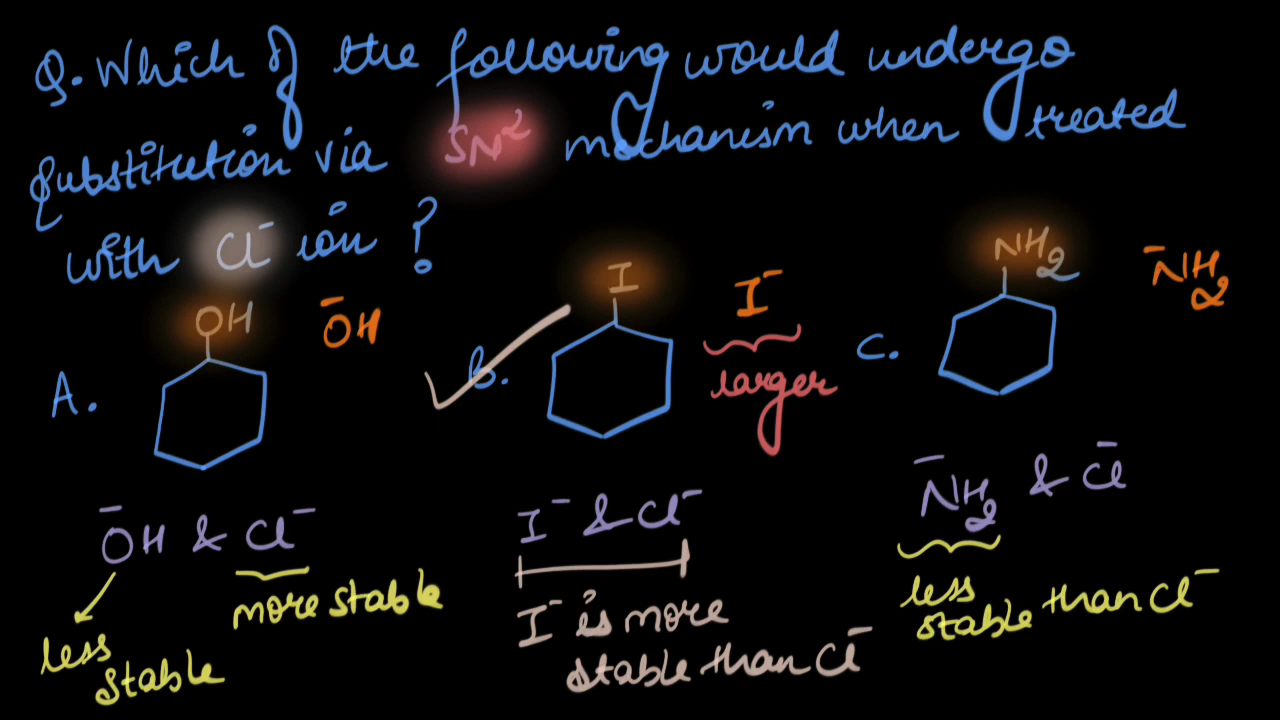 Q. Which of the following would undergo
substitution via SN² mechanism when treated
with Cl⁻ ion ?
A. OH ⁻OH
B. I I⁻
larger
C. NH₂ ⁻NH₂
⁻OH & Cl⁻
less stable
more stable
I⁻ & Cl⁻
I⁻ is more
stable than Cl⁻
⁻NH₂ & Cl⁻
less
stable than Cl⁻